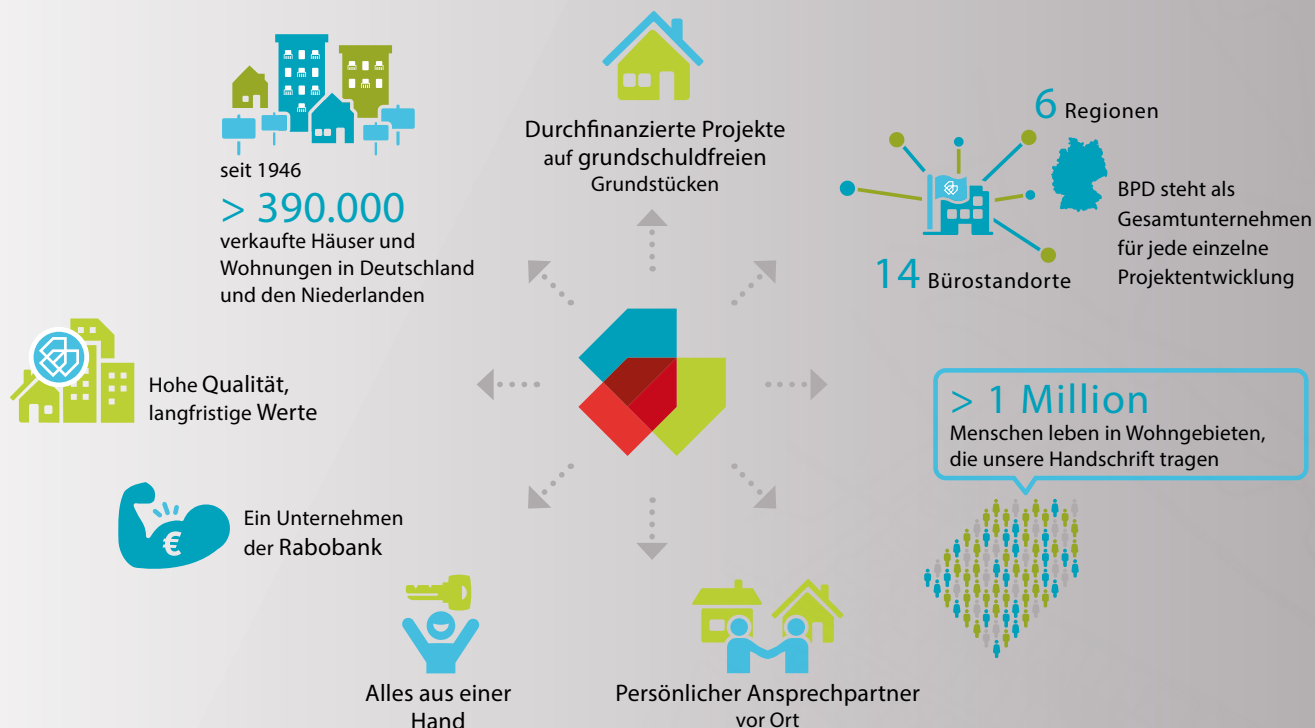 seit 1946
> 390.000
verkaufte Häuser und
Wohnungen in Deutschland
und den Niederlanden
Durchfinanzierte Projekte
auf grundschuldfreien
Grundstücken
6 Regionen
BPD steht als
Gesamtunternehmen
für jede einzelne
Projektentwicklung
14 Bürostandorte
Hohe Qualität,
langfristige Werte
> 1 Million
Menschen leben in Wohngebieten,
die unsere Handschrift tragen
€
Ein Unternehmen
der Rabobank
Alles aus einer
Hand
Persönlicher Ansprechpartner
vor Ort